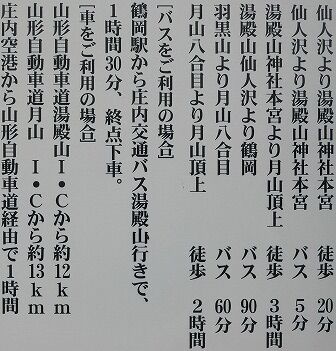 仙人沢より湯殿山神社本宮 徒歩 20分
仙人沢より湯殿山神社本宮 バス 5分
湯殿山神社本宮より月山頂上 徒歩 3時間
湯殿山仙人沢より鶴岡 バス 90分
羽黒山より月山八合目 バス 60分
月山八合目より月山頂上 徒歩 2時間
[バスをご利用の場合]
鶴岡駅から庄内交通バス湯殿山行きで、
1時間30分、終点下車。
[車をご利用の場合]
山形自動車道湯殿山I・Cから約12km
山形自動車道月山 I・Cから約13km
庄内空港から山形自動車道経由で1時間